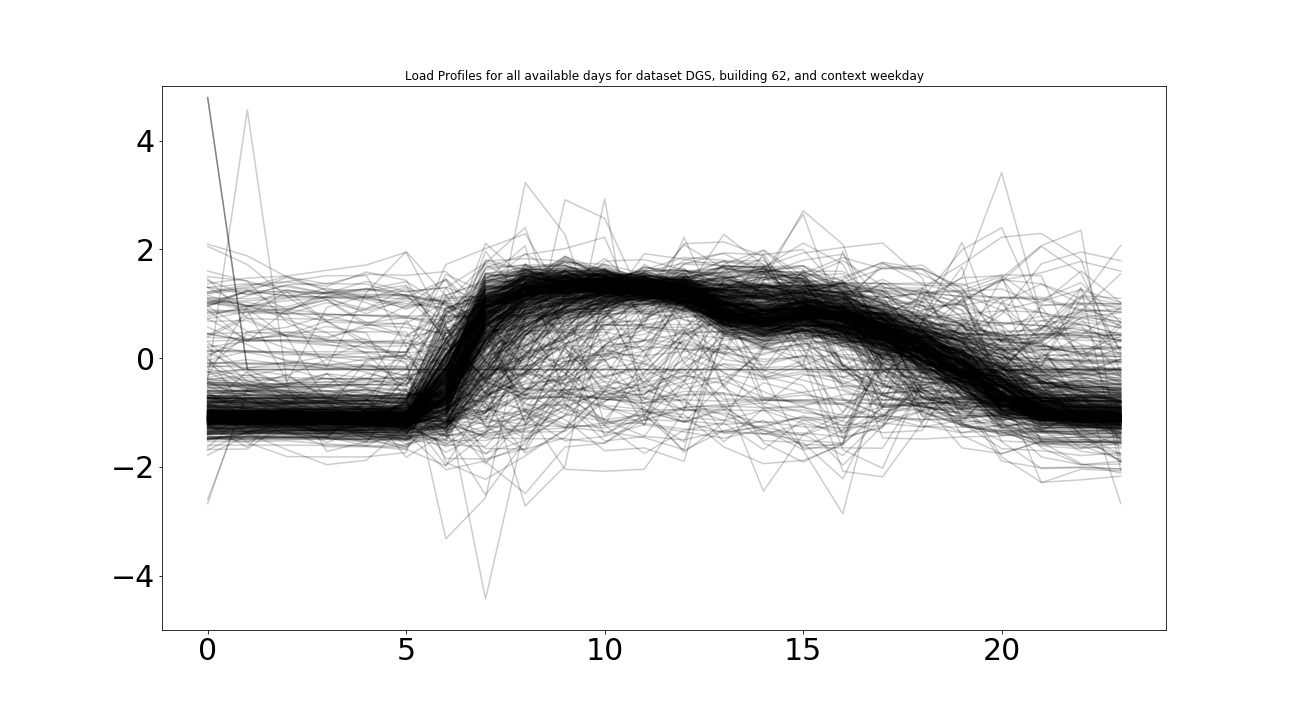 Load Profiles for all available days for dataset DGS, building 62, and context weekday
4
2
0
−2
−4
0 5 10 15 20